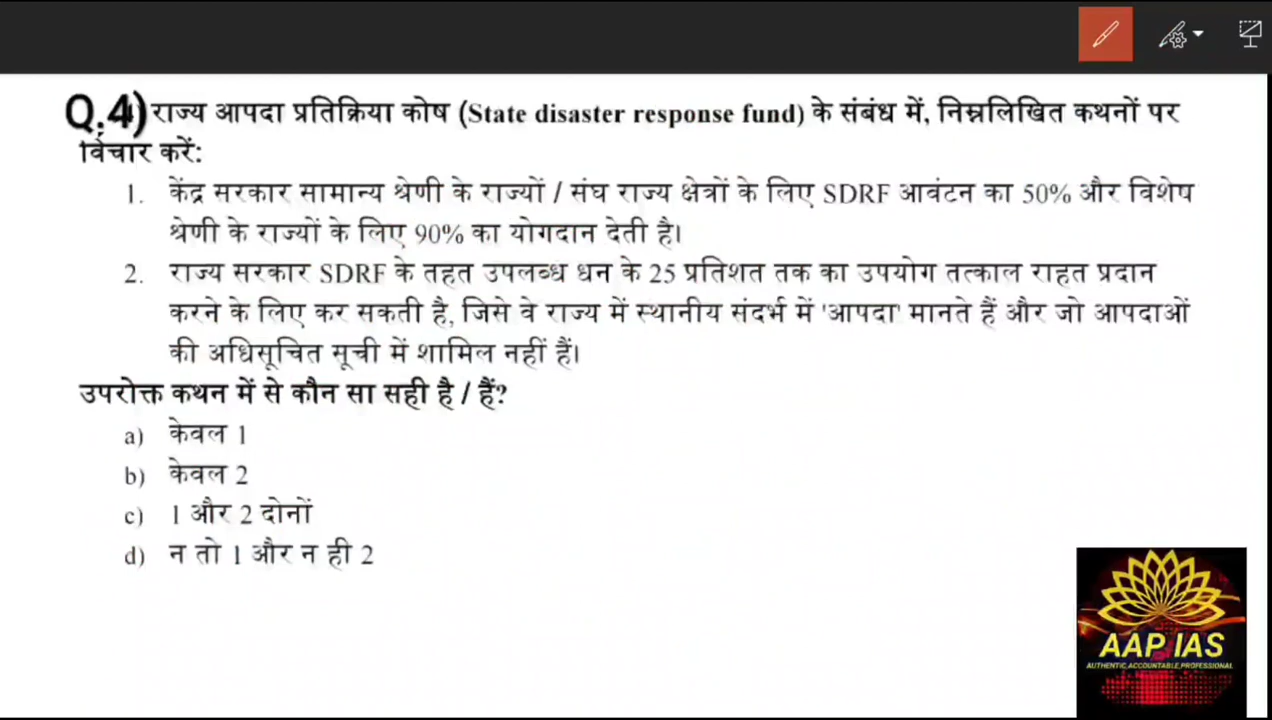 Q.4) राज्य आपदा प्रतिक्रिया कोष (State disaster response fund) के संबंध में, निम्नलिखित कथनों पर
विचार करें:
1. केंद्र सरकार सामान्य श्रेणी के राज्यों / संघ राज्य क्षेत्रों के लिए SDRF आवंटन का 50% और विशेष
श्रेणी के राज्यों के लिए 90% का योगदान देती है।
2. राज्य सरकार SDRF के तहत उपलब्ध धन के 25 प्रतिशत तक का उपयोग तत्काल राहत प्रदान
करने के लिए कर सकती है, जिसे वे राज्य में स्थानीय संदर्भ में 'आपदा' मानते हैं और जो आपदाओं
की अधिसूचित सूची में शामिल नहीं हैं।
उपरोक्त कथन में से कौन सा सही है / हैं?
a) केवल 1
b) केवल 2
c) 1 और 2 दोनों
d) न तो 1 और न ही 2
AAP IAS
AUTHENTIC,ACCOUNTABLE,PROFESSIONAL